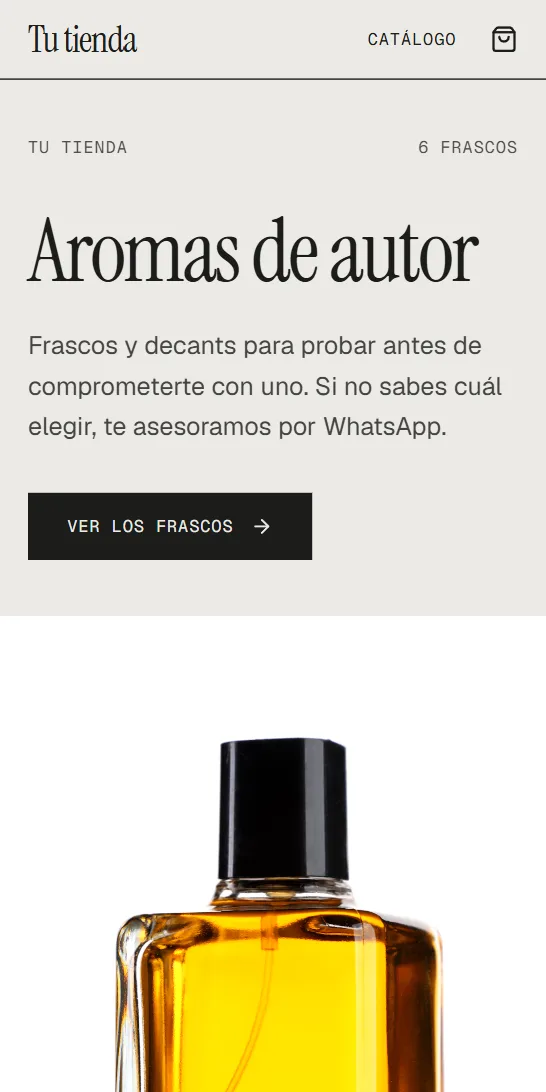 Tu tienda
CATÁLOGO
TU TIENDA
6 FRASCOS
Aromas de autor
Frascos y decants para probar antes de
comprometerte con uno. Si no sabes cuál
elegir, te asesoramos por WhatsApp.
VER LOS FRASCOS